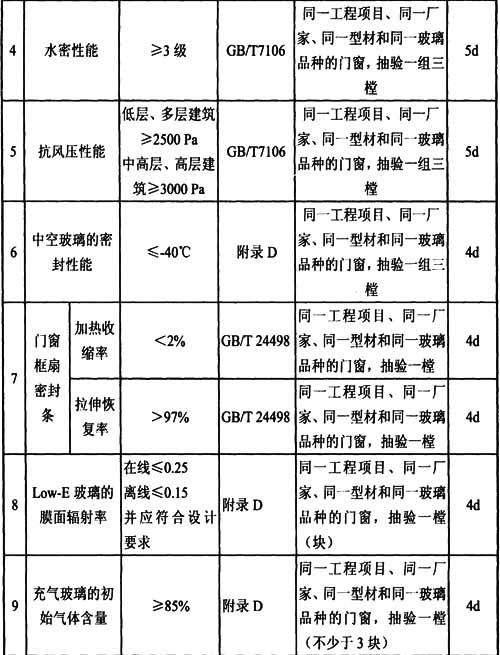 4
水密性能
≥3 级
GB/T7106
同一工程项目、同一厂
家、同一型材和同一玻璃
品种的门窗，抽验一组三
樘
5d
5
抗风压性能
低层、多层建筑
≥2500 Pa
中高层、高层建
筑≥3000 Pa
GB/T7106
同一工程项目、同一厂
家、同一型材和同一玻璃
品种的门窗，抽验一组三
樘
5d
6
中空玻璃的密
封性能
≤-40℃
附录 D
同一工程项目、同一厂
家、同一型材和同一玻璃
品种的门窗，抽验一组三
樘
4d
7
门窗
框扇
密封
条
加热收
缩率
<2%
GB/T 24498
同一工程项目、同一厂
家、同一型材和同一玻璃
品种的门窗，抽验一樘
4d
拉伸恢
复率
>97%
GB/T 24498
同一工程项目、同一厂
家、同一型材和同一玻璃
品种的门窗，抽验一樘
4d
8
Low-E 玻璃的
膜面辐射率
在线≤0.25
离线≤0.15
并应符合设计
要求
附录 D
同一工程项目、同一厂
家、同一型材和同一玻璃
品种的门窗，抽验一樘
（块）
4d
9
充气玻璃的初
始气体含量
≥85%
附录 D
同一工程项目、同一厂
家、同一型材和同一玻璃
品种的门窗，抽验一樘
（不少于 3 块）
4d